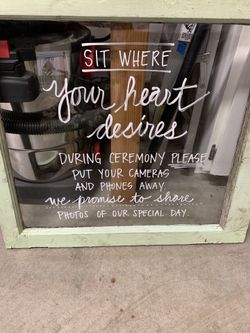 SIT WHERE
your heart
desires
DURING CEREMONY PLEASE
PUT YOUR CAMERAS
AND PHONES AWAY.
we promise to share
PHOTOS OF OUR SPECIAL DAY.